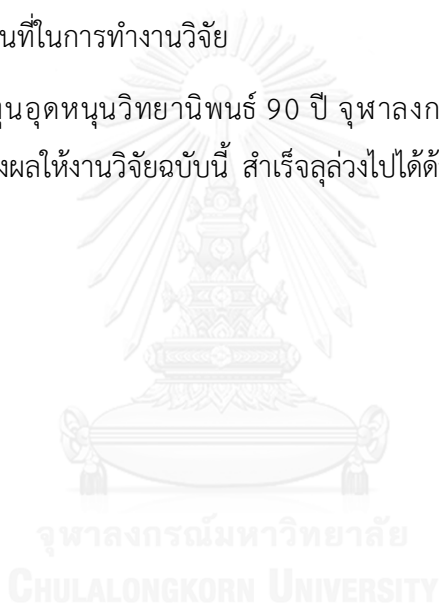 นที่ในการทำงานวิจัย
ทุนอุดหนุนวิทยานิพนธ์ 90 ปี จุฬาลงก
งผลให้งานวิจัยฉบับนี้ สำเร็จลุล่วงไปได้ด้
จุฬาลงกรณ์มหาวิทยาลัย
CHULALONGKORN UNIVERSITY